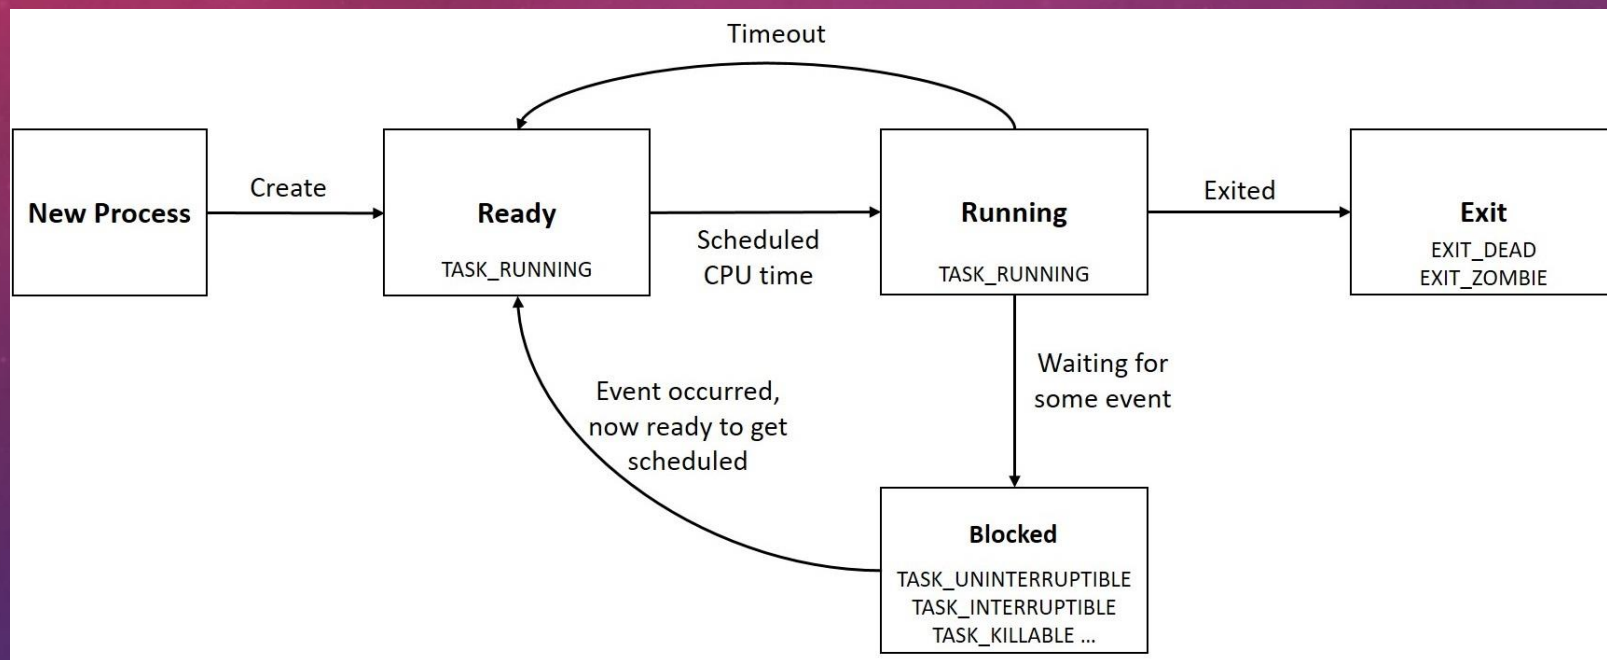 Timeout
New Process
Create
Ready
TASK_RUNNING
Scheduled
CPU time
Running
TASK_RUNNING
Exited
Exit
EXIT_DEAD
EXIT_ZOMBIE
Waiting for
some event
Event occurred,
now ready to get
scheduled
Blocked
TASK_UNINTERRUPTIBLE
TASK_INTERRUPTIBLE
TASK_KILLABLE ...